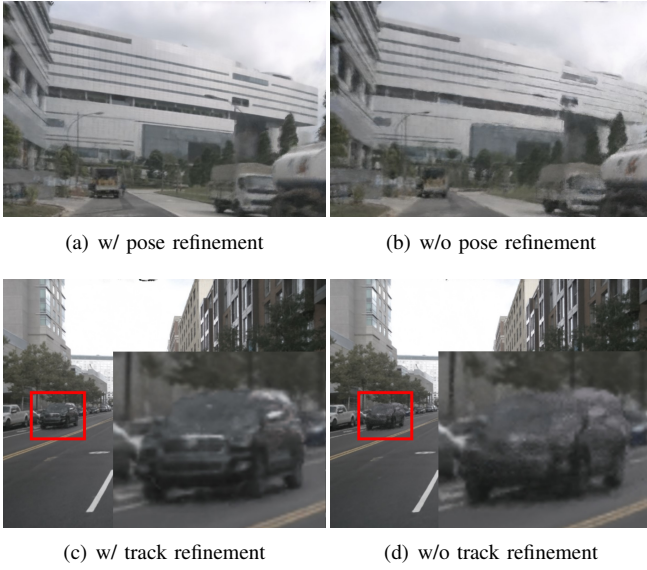 (a) w/ pose refinement
(b) w/o pose refinement
(c) w/ track refinement
(d) w/o track refinement